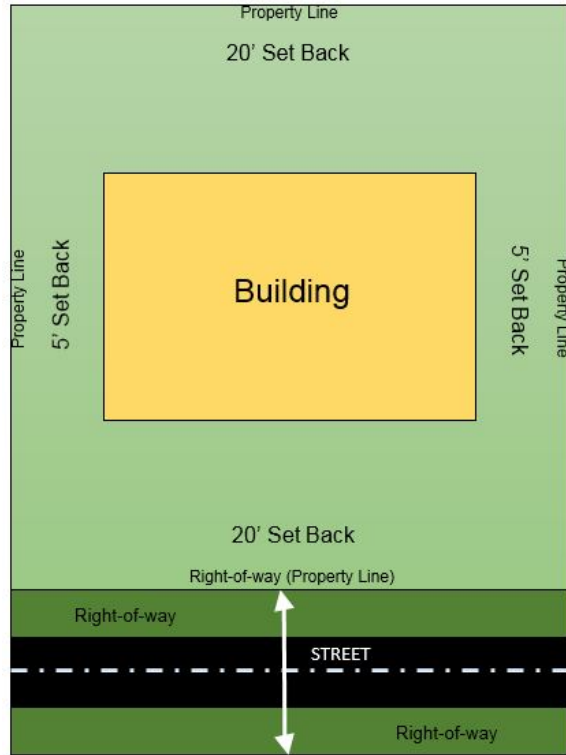 Property Line
20' Set Back
Property Line
5' Set Back
Building
5' Set Back
Property Line
20' Set Back
Right-of-way (Property Line)
Right-of-way
STREET
Right-of-way